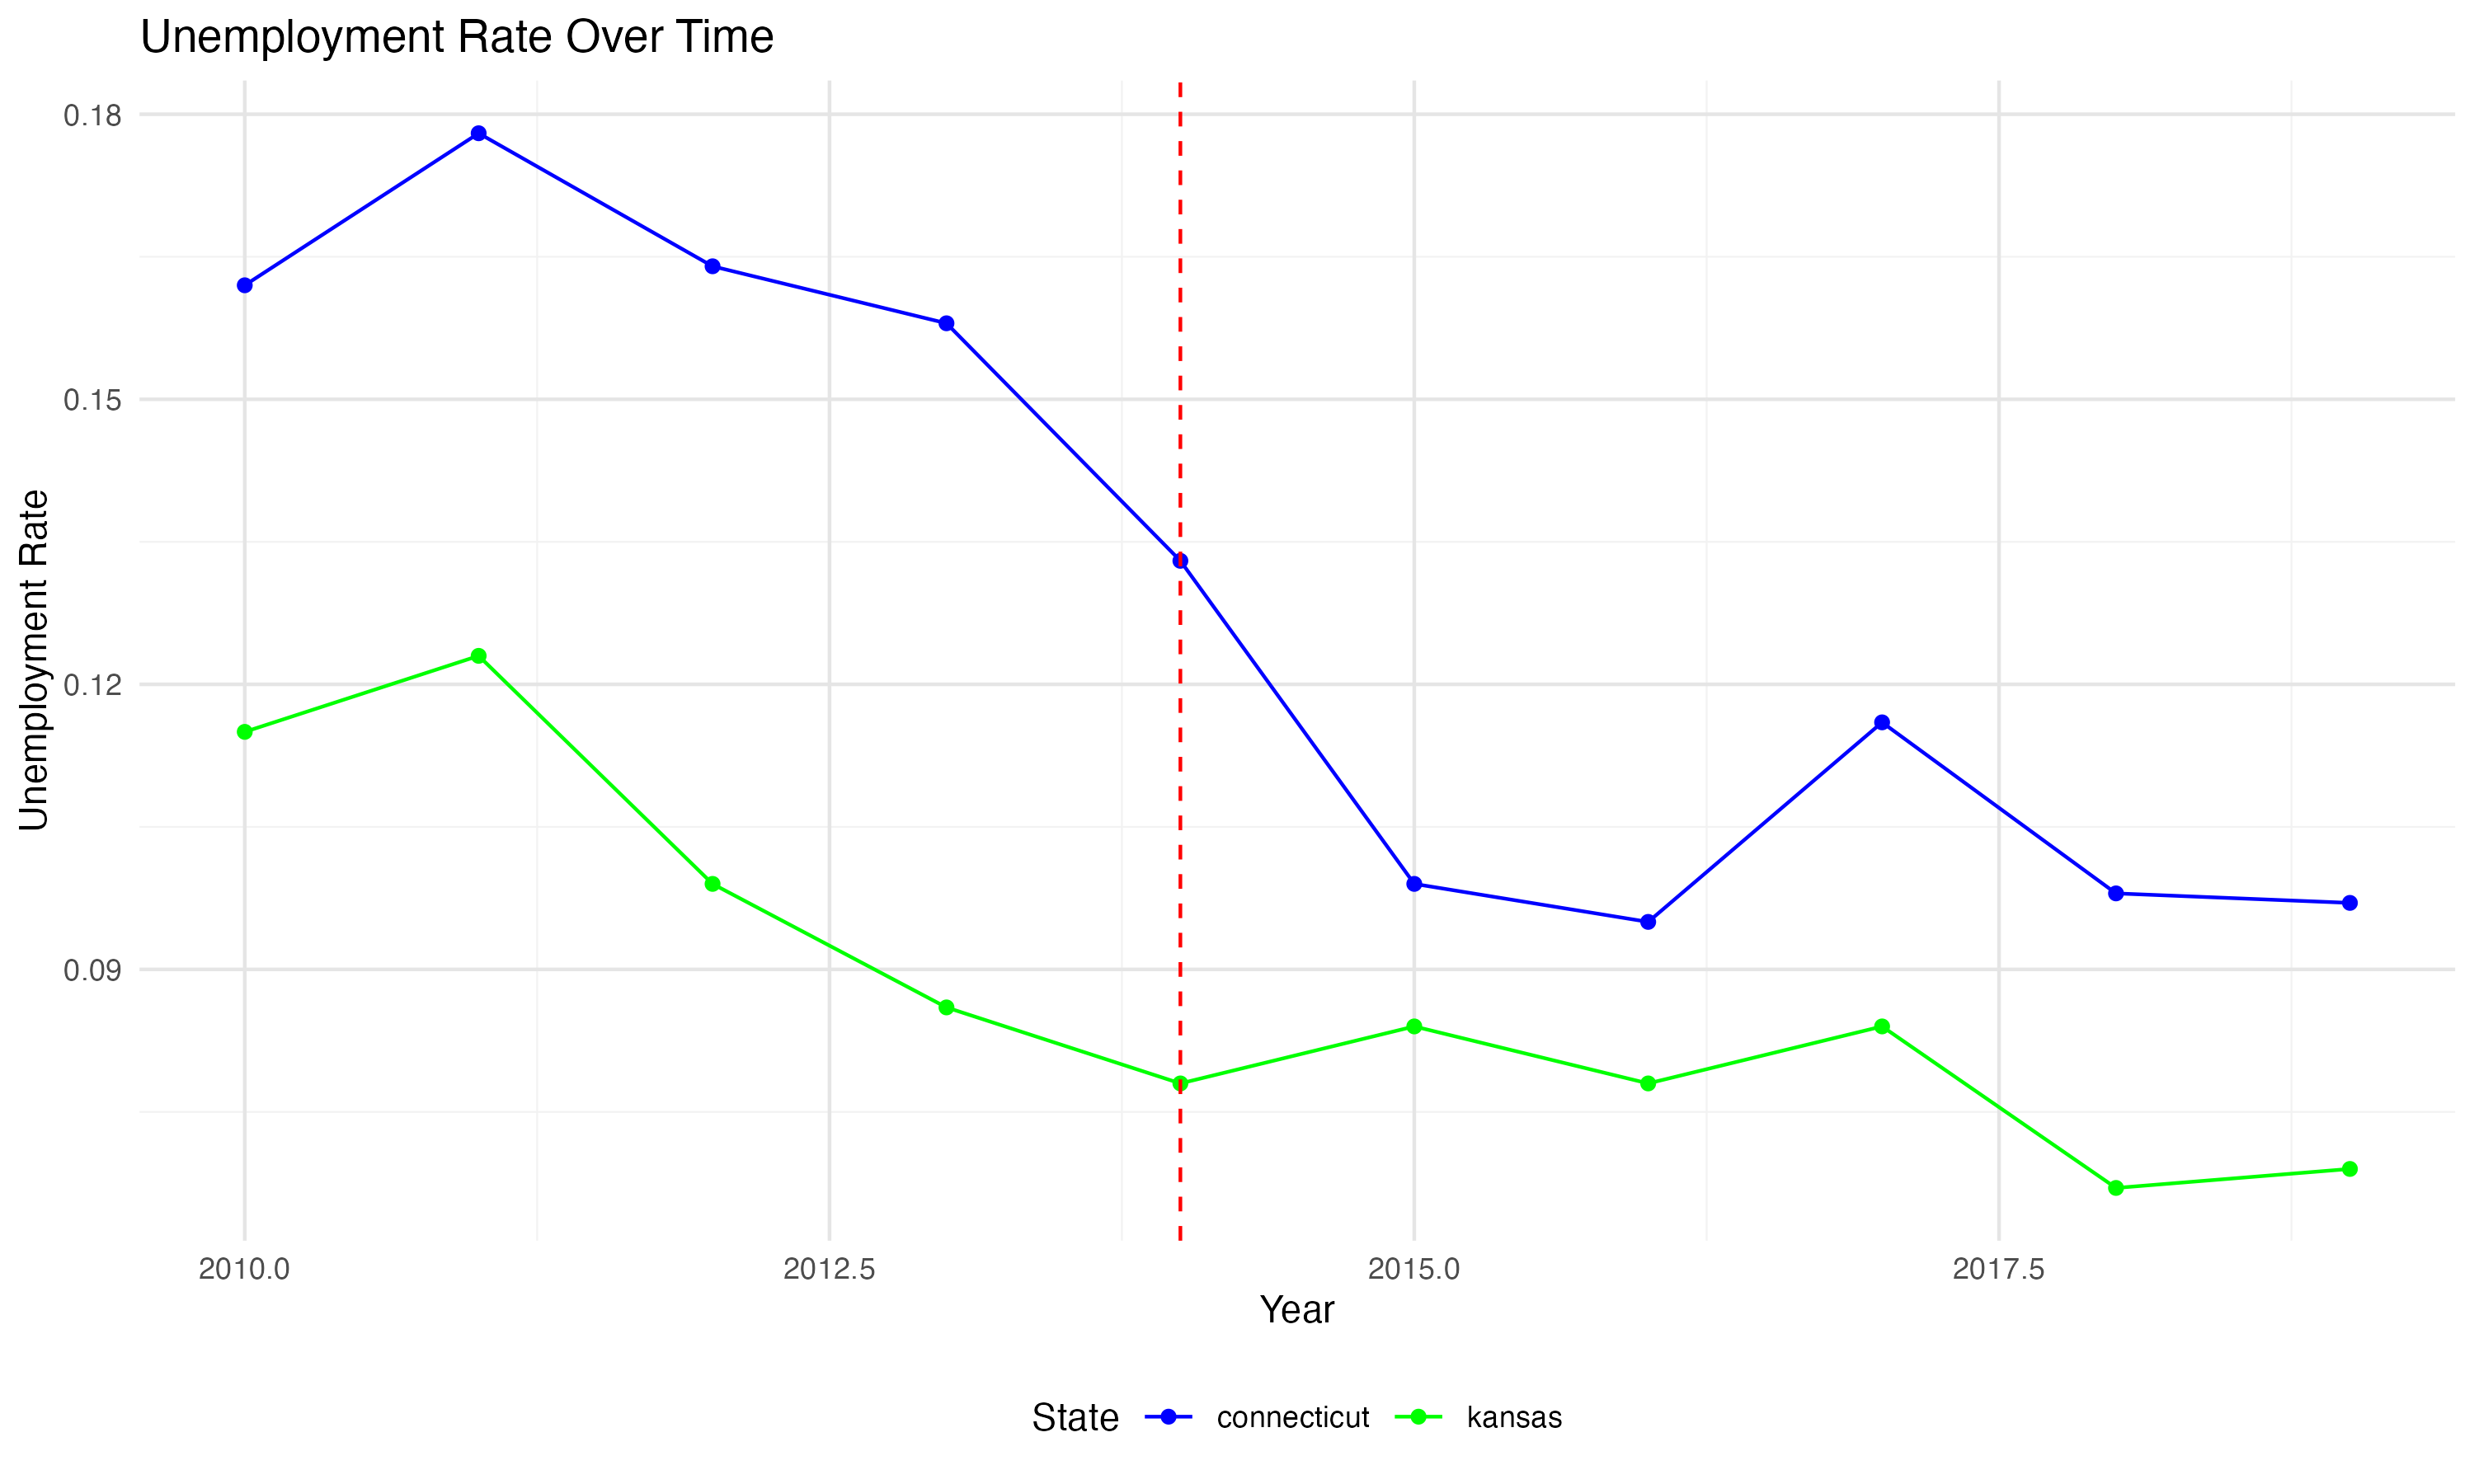 Unemployment Rate Over Time
Unemployment Rate
0.18
0.15
0.12
0.09
2010.0 2012.5 2015.0 2017.5
Year
State connecticut kansas